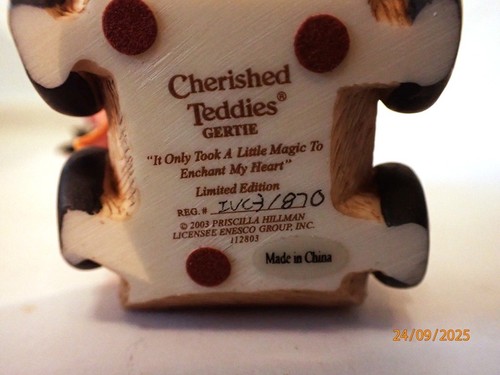 Cherished
Teddies®
GERTIE
"It Only Took A Little Magic To
Enchant My Heart"
Limited Edition
REG. # IVC3/870
© 2003 PRISCILLA HILLMAN
LICENSEE ENESCO GROUP, INC.
112803
Made in China
24/09/2025